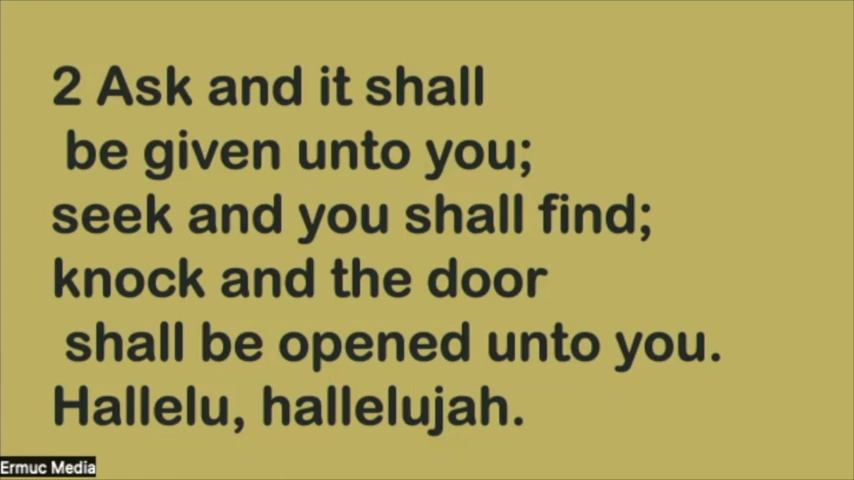 2 Ask and it shall
be given unto you;
seek and you shall find;
knock and the door
shall be opened unto you.
Hallelu, hallelujah.
Ermuc Media